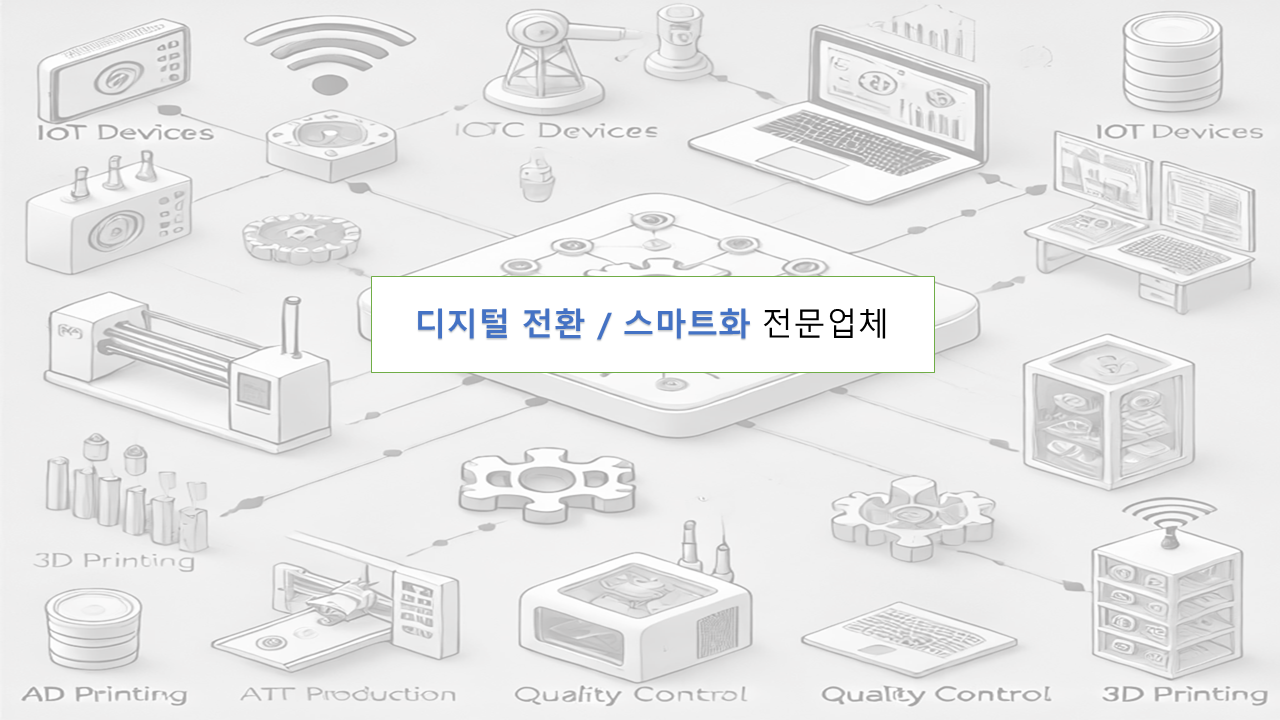 IOT Devices
IOTC Devices
IOT Devices
디지털 전환 / 스마트화 전문업체
3D Printing
AD Printing
ATT Production
Quality Control
Quality Control
3D Printing